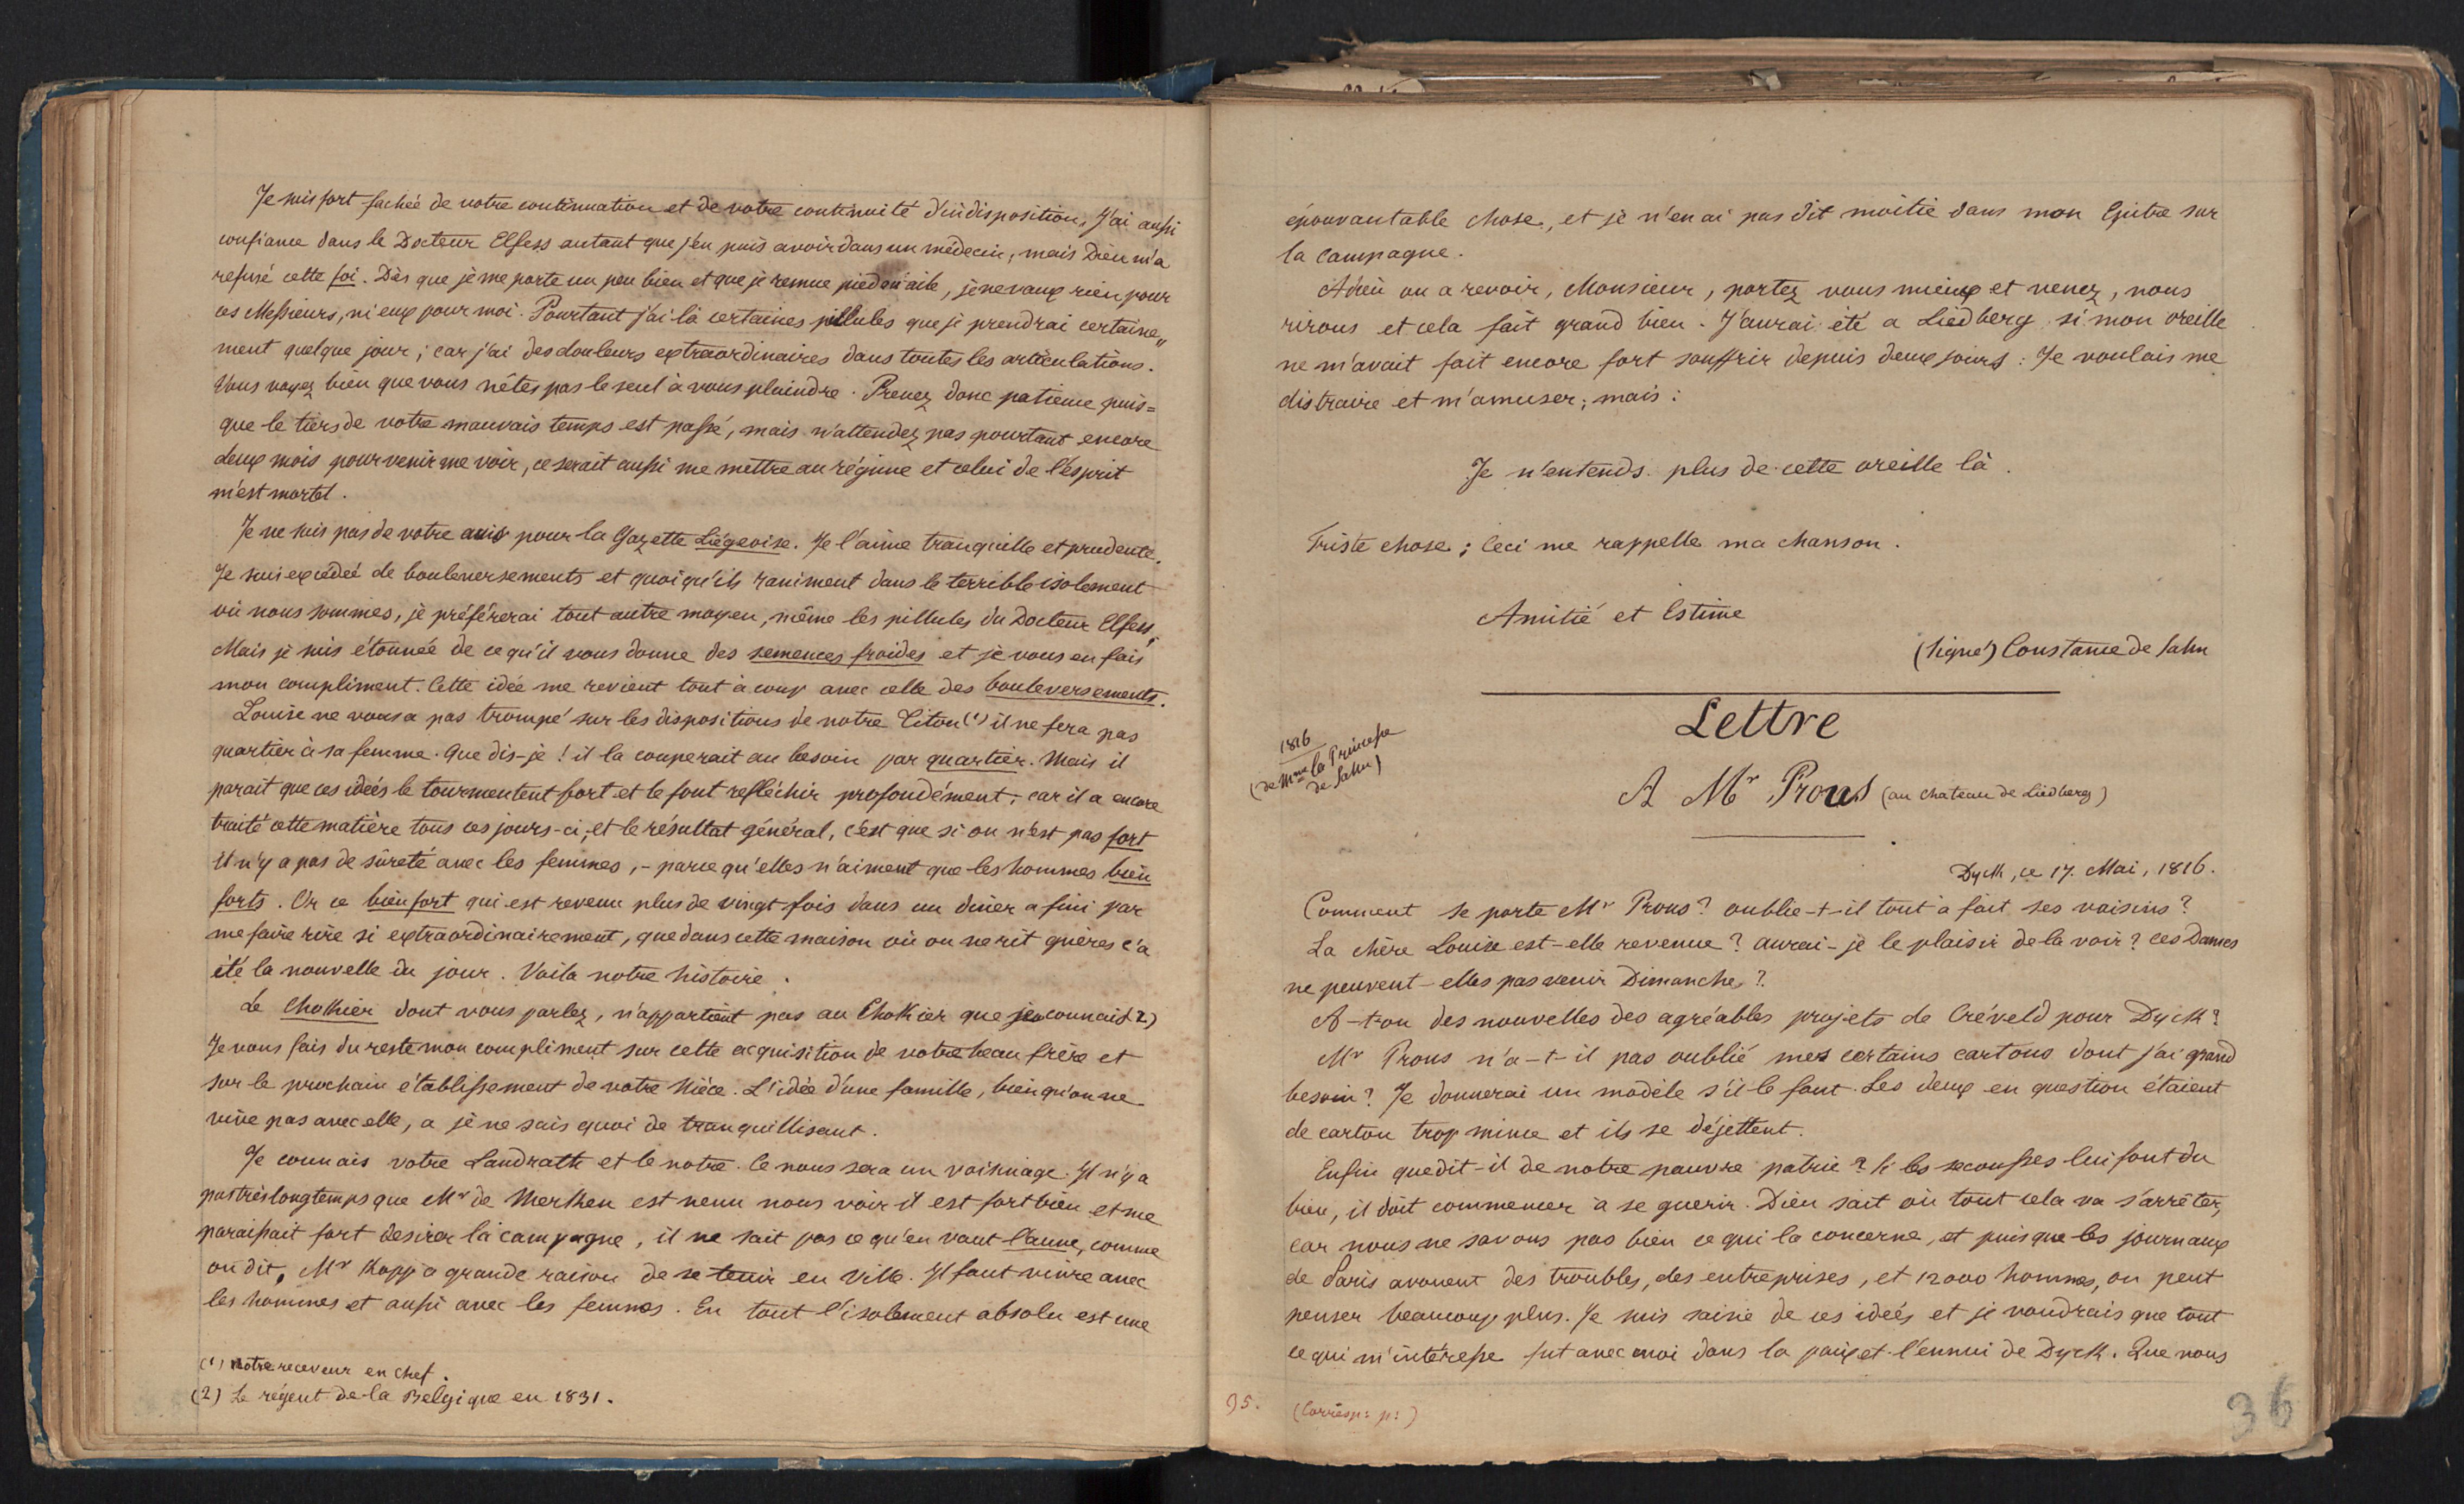 Je suis fort fachée de votre continuation et de votre continuité d'indisposition, J'ai aussi
confiance dans le Docteur Elfess autant que j'en puis avoir dans un médecin, mais Dieu m'a
refusé cette foi. Dès que je me porte un peu bien et que je remue pied ou aile, je ne vaux rien pour
ces Messieurs, ni eux pour moi. Pourtant j'ai là certaines pillules que je prendrai certaine„
ment quelque jour; car j'ai des douleurs extraordinaires dans toutes les articulations.
Vous voyez bien que vous n'êtes pas le seul à vous plaindre. Prenez donc patience puis=
que le tiers de votre mauvais temps est passé, mais n'attendez pas pourtant encore
deux mois pour venir me voir, ce serait aussi me mettre au régime et celui de l'esprit
m'est mortel.
Je ne suis pas de votre avis pour la Gazette Liégeoise. Je l'aime tranquille et prudente.
Je suis excédée de boulenversements et quoiqu'ils raniment dans le terrible isolement
où nous sommes, je préférerai tout autre moyen, même les pillules du Docteur Elfess,
Mais je suis étonnée de ce qu'il vous donne des semences froides et je vous en fais
mon compliment. Cette idée me revient tout à coup avec celle des bouleversements.
Louise ne vous a pas trompé sur les dispositions de notre Titon (1) il ne fera pas
quartier à sa femme. Que dis-je! il la couperait au besoin par quartier. Mais il
parait que ces idées le tourmentent fort et le font refléchir profondément, car il a encore
traité cette matière tous ces jours-ci, et le résultat général, c'est que si on n'est pas fort
il n'y a pas de sûreté avec les femmes, - parce qu'elles n'aiment que les hommes bien
forts. Or ce bien fort qui est revenu plus de vingt fois dans un diner a fini par
me faire rire si extraordinairement, que dans cette maison où on ne rit guères c'a
été la nouvelle du jour. Voila notre histoire.
Le Chokier dont vous parlez, n'appartient pas au Chokier que je connais 2)
Je vous fais du reste mon compliment sur cette acquisition de votre beau frère et
sur le prochain établissement de votre Nièce. L'idée d'une famille, bien qu'on ne
vive pas avec elle, a je ne sais quoi de tranquillisant.
Je connais votre Landrath et le notre. Ce nous sera un voisinage. Il n'y a
pas très longtemps que Mr de Merken est venu nous voir il est fort bien et me
paraissait fort desirer la campagne, il ne sait pas ce qu'en vaut l'aune, comme
on dit, Mr Kopp a grande raison de se tenir en Ville. Il faut vivre avec
les hommes et aussi avec les femmes. En tout l'isolement absolu est une
(1) Notre receveur en chef.
(2) Le régent de la Belgique en 1831.
épouvantable chose, et je n'en ai pas dit moitié dans mon Epitre sur
la Campagne.
Adieu ou a revoir, Monsieur, portez vous mieux et venez, nous
rirons et cela fait grand bien. J'aurai été a Liedberg si mon oreille
ne m'avait fait encore fort souffrir depuis deux jours: Je voulais me
distraire et m'amuser; mais:
Je n'entends plus de cette oreille là.
Triste chose; Ceci me rappelle ma chanson.
Amitié et Estime
(Signé) Constance de Salm
Lettre
1816
(de Mme la Princesse
de Salm)
A Mr Prous (au chateau de Liedberg)
Dyck, ce 17. Mai, 1816.
Comment se porte Mr Prous? oublie-t-il tout à fait ses voisins?
La chère Louise est-elle revenue? aurai-je le plaisir de la voir? ces Dames
ne peuvent-elles pas venir Dimanche?
A-t-on des nouvelles des agréables projets de Créveld pour Dyck?
Mr Prous n'a-t-il pas oublié mes certains cartons dont j'ai grand
besoin? Je donnerai un modèle s'il le faut. Les deux en question étaient
de carton trop mince et ils se déjettent.
Enfin que dit-il de notre pauvre patrie? Si les secousses lui font du
bien, il doit commencer à se guerir. Dieu sait où tout cela va s'arrêter,
car nous ne savons pas bien ce qui la concerne, et puisque les journaux
de Paris avouent des troubles, des entreprises, et 12000 hommes, on peut
penser beaucoup plus. Je suis saisie de ces idées et je voudrais que tout
ce qui m'intéresse fut avec moi dans la paix et l'ennui de Dyck. Que nous
35. (Corresp: p: )
36